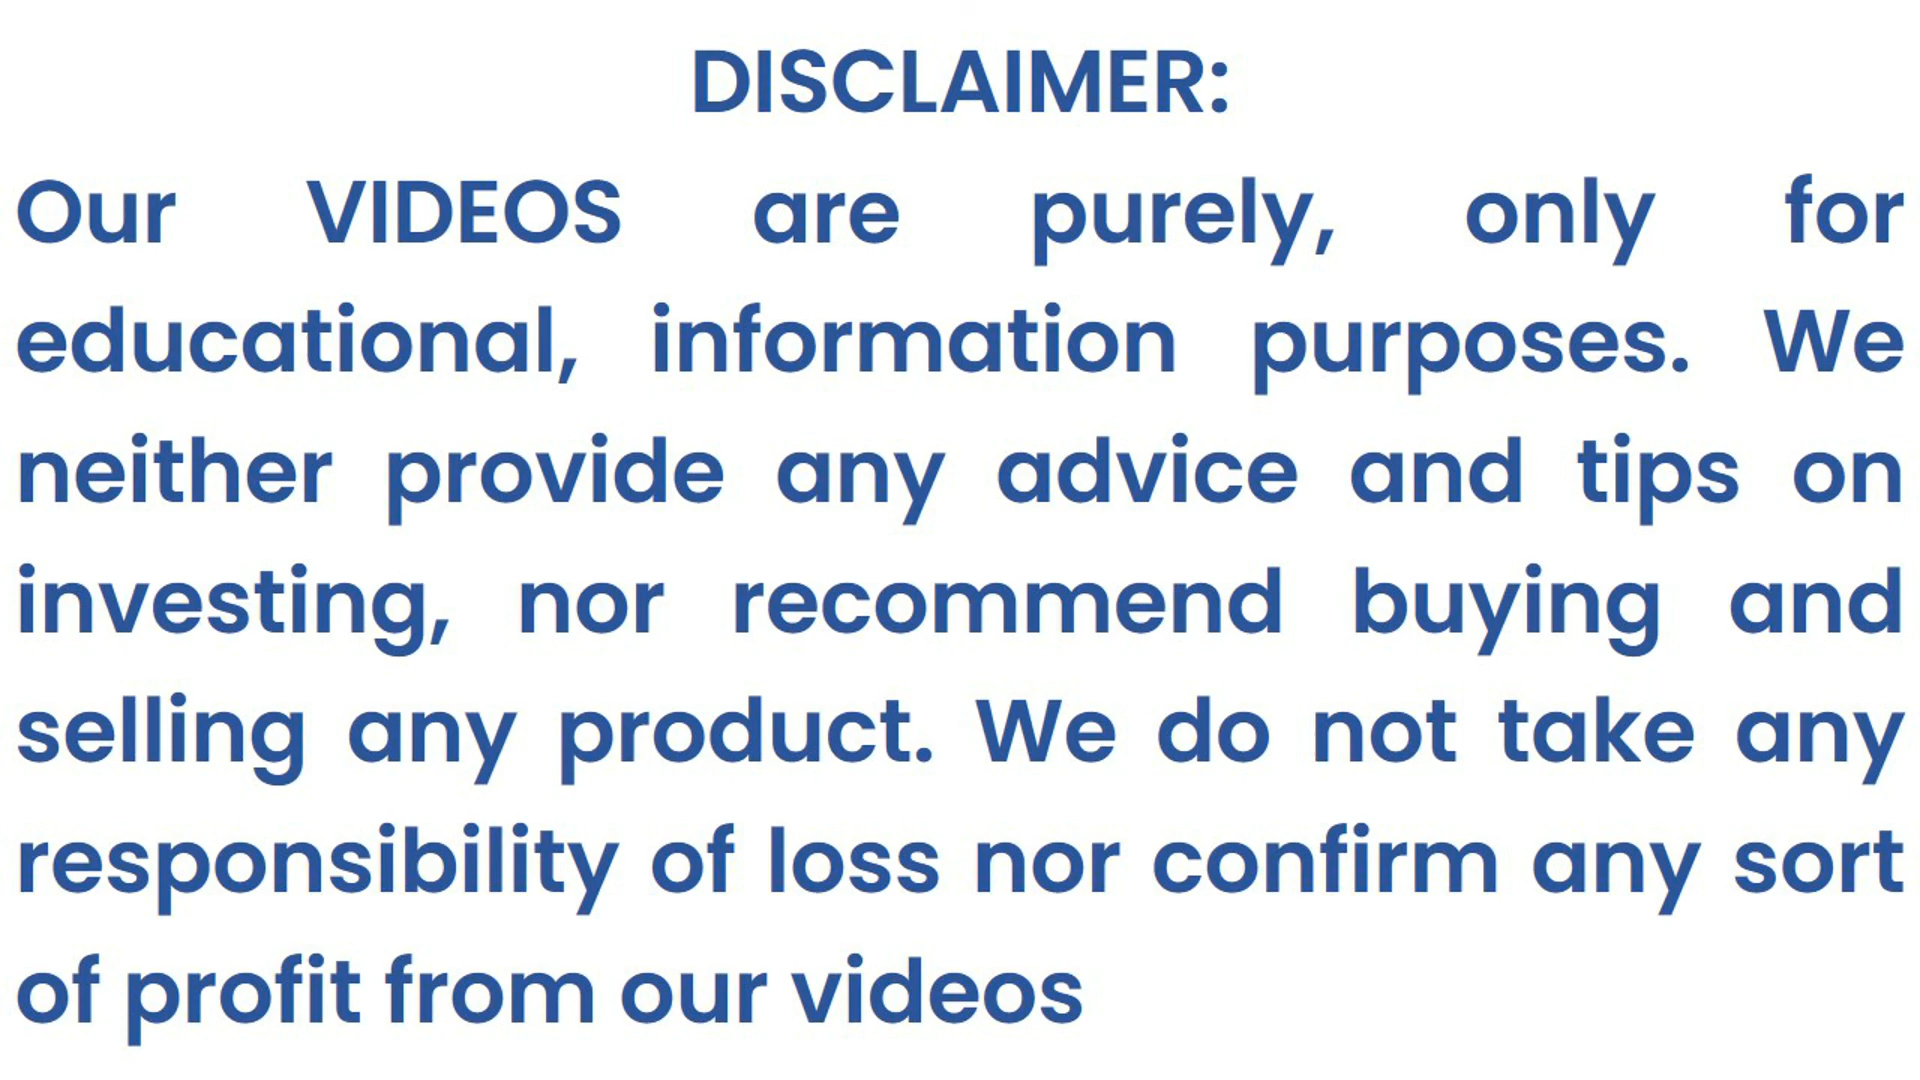 DISCLAIMER:
Our VIDEOS are purely, only for
educational, information purposes. We
neither provide any advice and tips on
investing, nor recommend buying and
selling any product. We do not take any
responsibility of loss nor confirm any sort
of profit from our videos